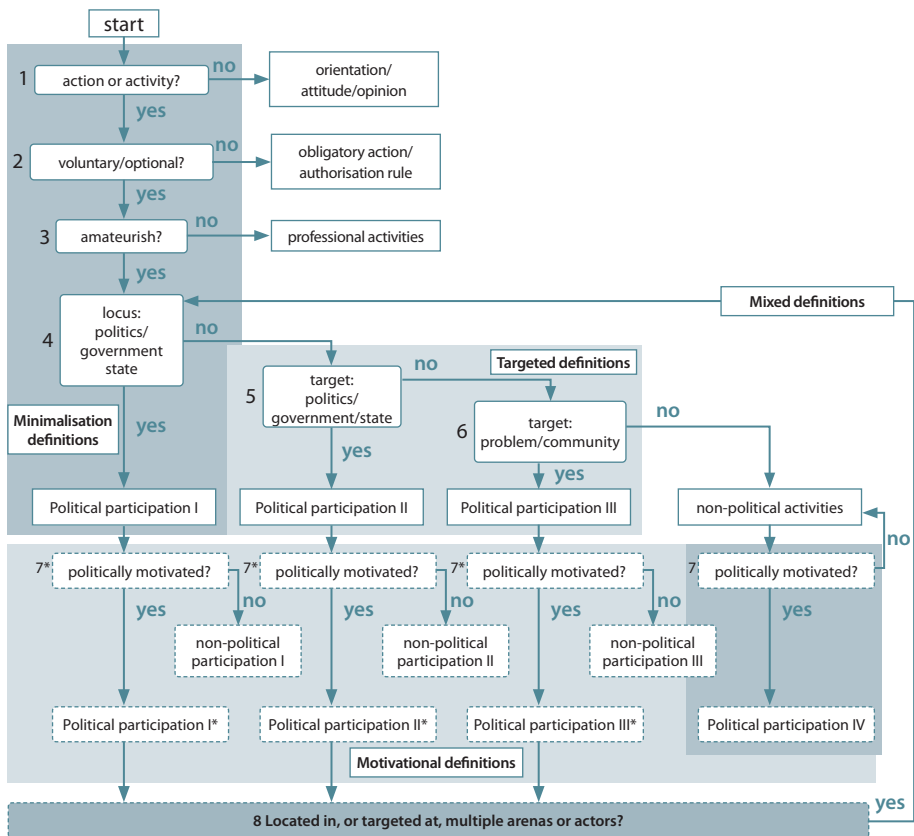 start
1
action or activity?
no
orientation/
attitude/opinion
yes
2
voluntary/optional?
no
obligatory action/
authorisation rule
yes
3
amateurish?
no
professional activities
yes
4
locus:
politics/
government
state
no
Mixed definitions
Targeted definitions
5
target:
politics/
government/state
no
6
target:
problem/community
no
Minimalisation
definitions
yes
yes
yes
Political participation I
Political participation II
Political participation III
non-political activities
no
7*
politically motivated?
7*
politically motivated?
7*
politically motivated?
7
politically motivated?
yes
no
yes
no
yes
no
yes
non-political
participation I
non-political
participation II
non-political
participation III
Political participation I*
Political participation II*
Political participation III*
Political participation IV
Motivational definitions
yes
8 Located in, or targeted at, multiple arenas or actors?